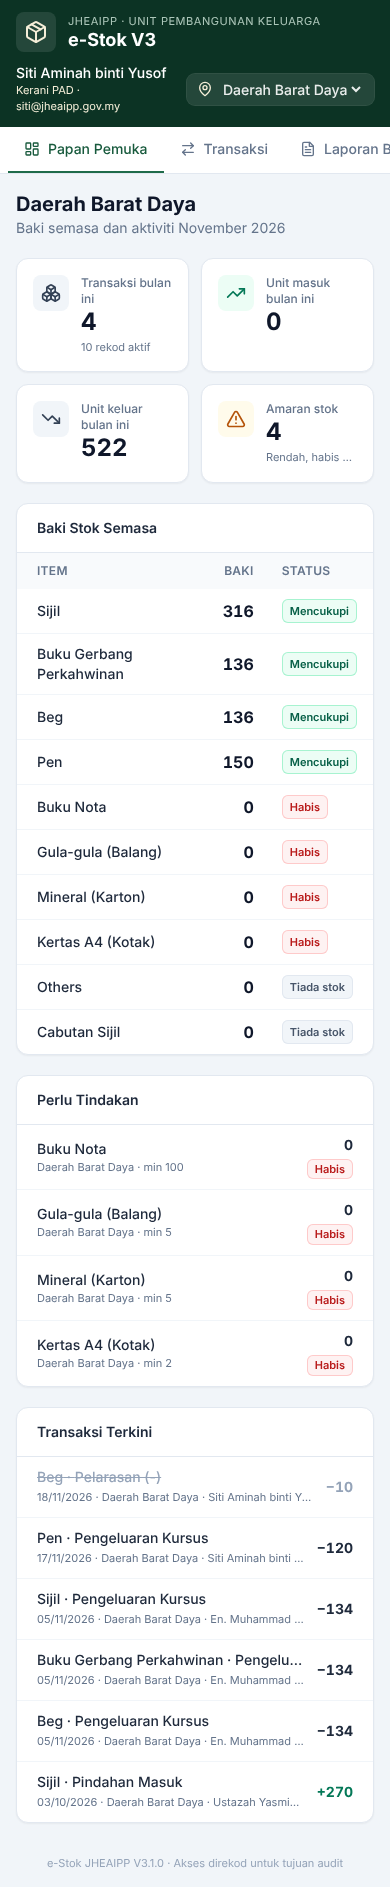 JHEAIPP · UNIT PEMBANGUNAN KELUARGA
e-Stok V3
Siti Aminah binti Yusof
Kerani PAD ·
siti@jheaipp.gov.my
Daerah Barat Daya
Papan Pemuka
Transaksi
Laporan B
Daerah Barat Daya
Baki semasa dan aktiviti November 2026
Transaksi bulan
ini
4
10 rekod aktif
Unit masuk
bulan ini
0
Unit keluar
bulan ini
522
Amaran stok
4
Rendah, habis ...
Baki Stok Semasa
ITEM BAKI STATUS
Sijil 316 Mencukupi
Buku Gerbang
Perkahwinan 136 Mencukupi
Beg 136 Mencukupi
Pen 150 Mencukupi
Buku Nota 0 Habis
Gula-gula (Balang) 0 Habis
Mineral (Karton) 0 Habis
Kertas A4 (Kotak) 0 Habis
Others 0 Tiada stok
Cabutan Sijil 0 Tiada stok
Perlu Tindakan
Buku Nota 0
Daerah Barat Daya · min 100 Habis
Gula-gula (Balang) 0
Daerah Barat Daya · min 5 Habis
Mineral (Karton) 0
Daerah Barat Daya · min 5 Habis
Kertas A4 (Kotak) 0
Daerah Barat Daya · min 2 Habis
Transaksi Terkini
Beg · Pelarasan (-)
18/11/2026 · Daerah Barat Daya · Siti Aminah binti Y... −10
Pen · Pengeluaran Kursus
17/11/2026 · Daerah Barat Daya · Siti Aminah binti ... −120
Sijil · Pengeluaran Kursus
05/11/2026 · Daerah Barat Daya · En. Muhammad ... −134
Buku Gerbang Perkahwinan · Pengelu...
05/11/2026 · Daerah Barat Daya · En. Muhammad ... −134
Beg · Pengeluaran Kursus
05/11/2026 · Daerah Barat Daya · En. Muhammad ... −134
Sijil · Pindahan Masuk
03/10/2026 · Daerah Barat Daya · Ustazah Yasmi... +270
e-Stok JHEAIPP V3.1.0 · Akses direkod untuk tujuan audit